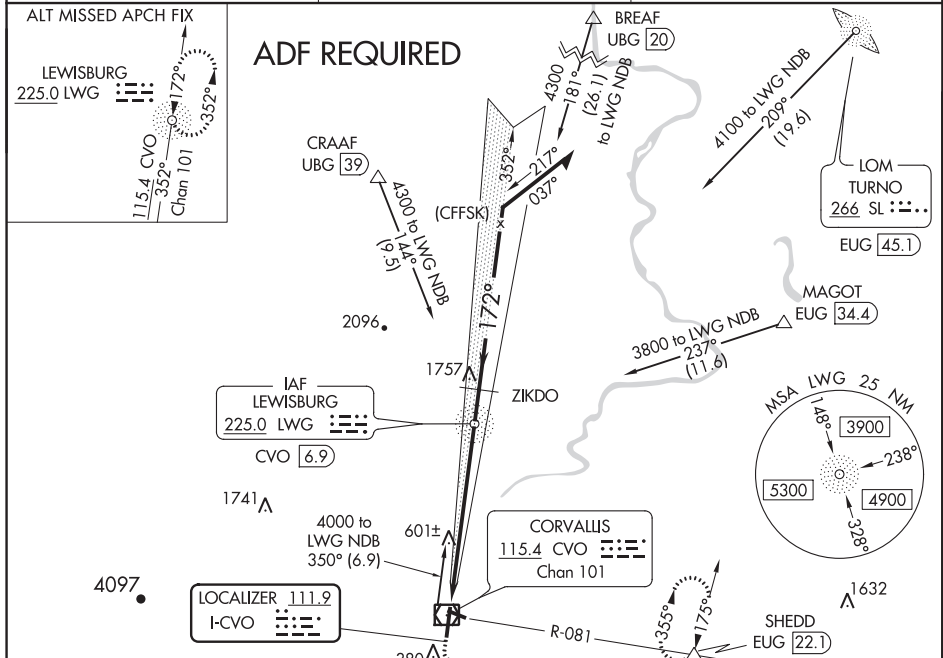 ALT MISSED APCH FIX
LEWISBURG
225.0 LWG
172°
352°
115.4 CVO
352°
Chan 101
ADF REQUIRED
BREAF
UBG 20
4300
181°
(26.1)
to LWG NDB
4100 to LWG NDB
209°
(19.6)
LOM
TURNO
266 SL
EUG 45.1
CRAAF
UBG 39
4300 to LWG NDB
144°
(9.5)
352°
217°
037°
(CFFSK)
x
172°
MAGOT
EUG 34.4
3800 to LWG NDB
237°
(11.6)
2096
1757
ZIKDO
IAF
LEWISBURG
225.0 LWG
CVO 6.9
MSA LWG 25 NM
148°
3900
238°
5300
4900
328°
1741
4000 to
LWG NDB
350° (6.9)
601±
CORVALLIS
115.4 CVO
Chan 101
4097
LOCALIZER 111.9
I-CVO
R-081
355°
175°
1632
SHEDD
EUG 22.1